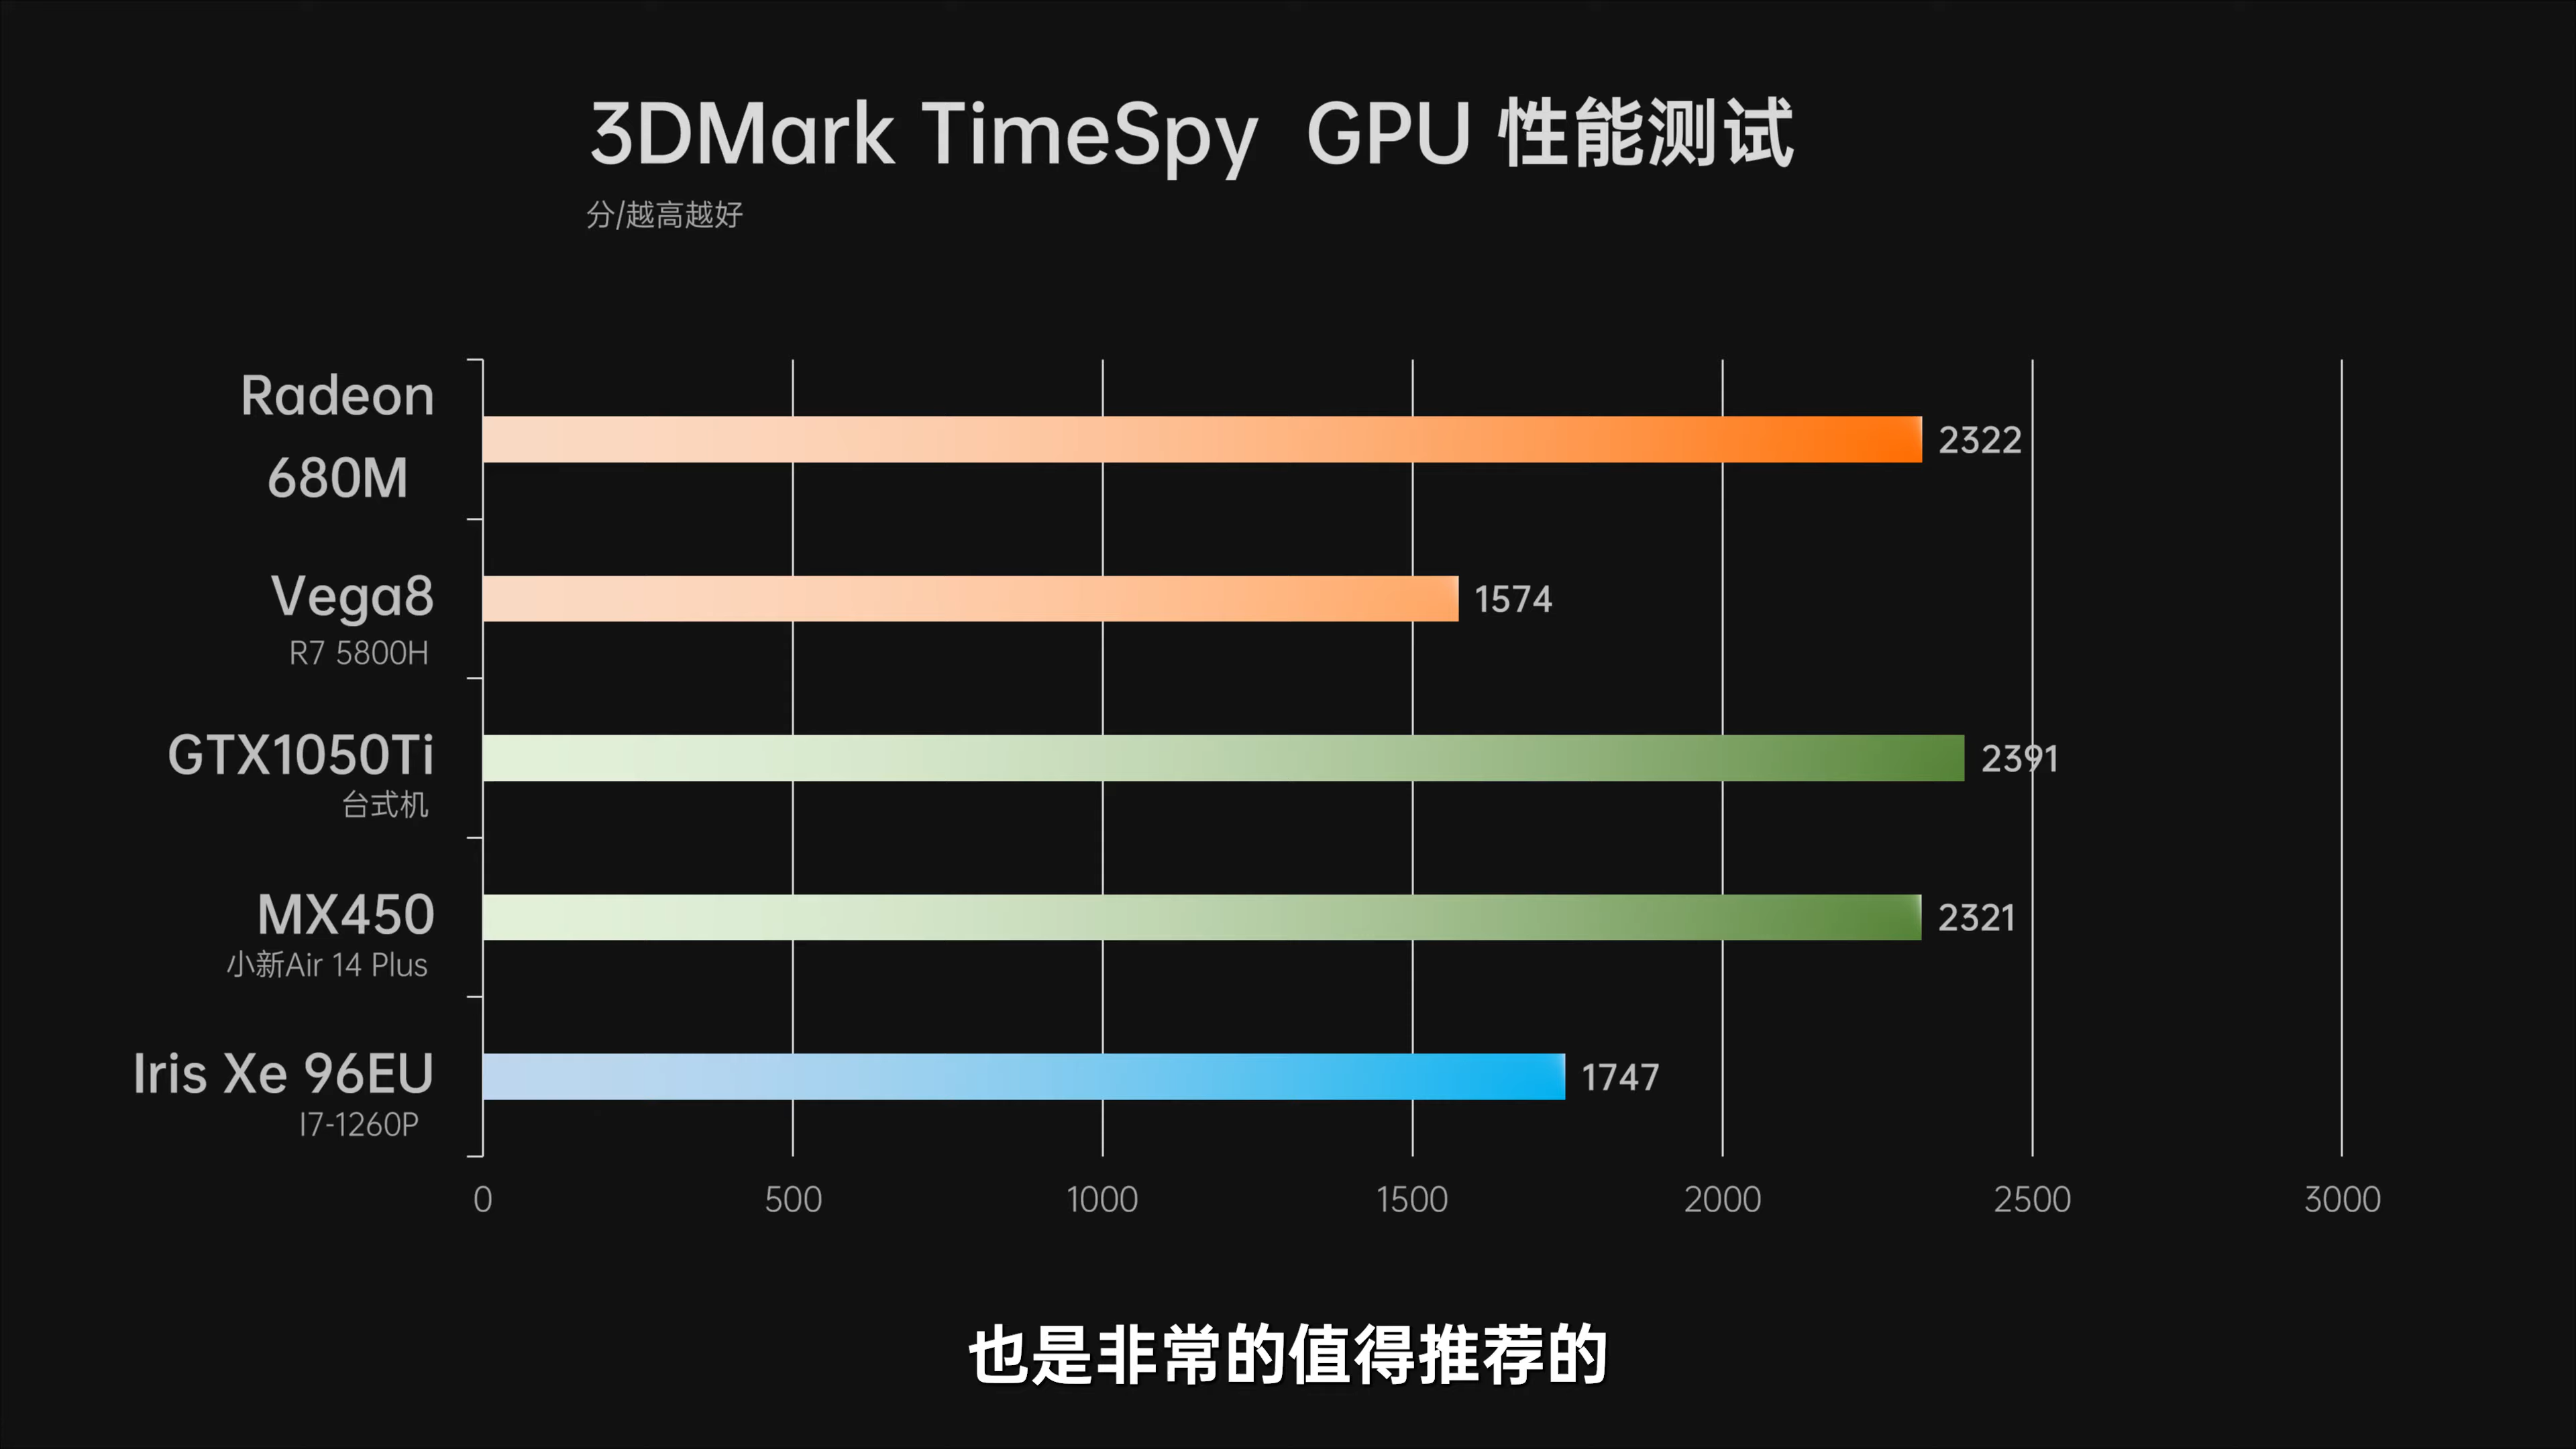 3DMark TimeSpy  GPU 性能测试
分/越高越好
Radeon
680M
2322
Vega8
R7 5800H
1574
GTX1050Ti
台式机
2391
MX450
小新Air 14 Plus
2321
Iris Xe 96EU
I7-1260P
1747
0 500 1000 1500 2000 2500 3000
也是非常的值得推荐的